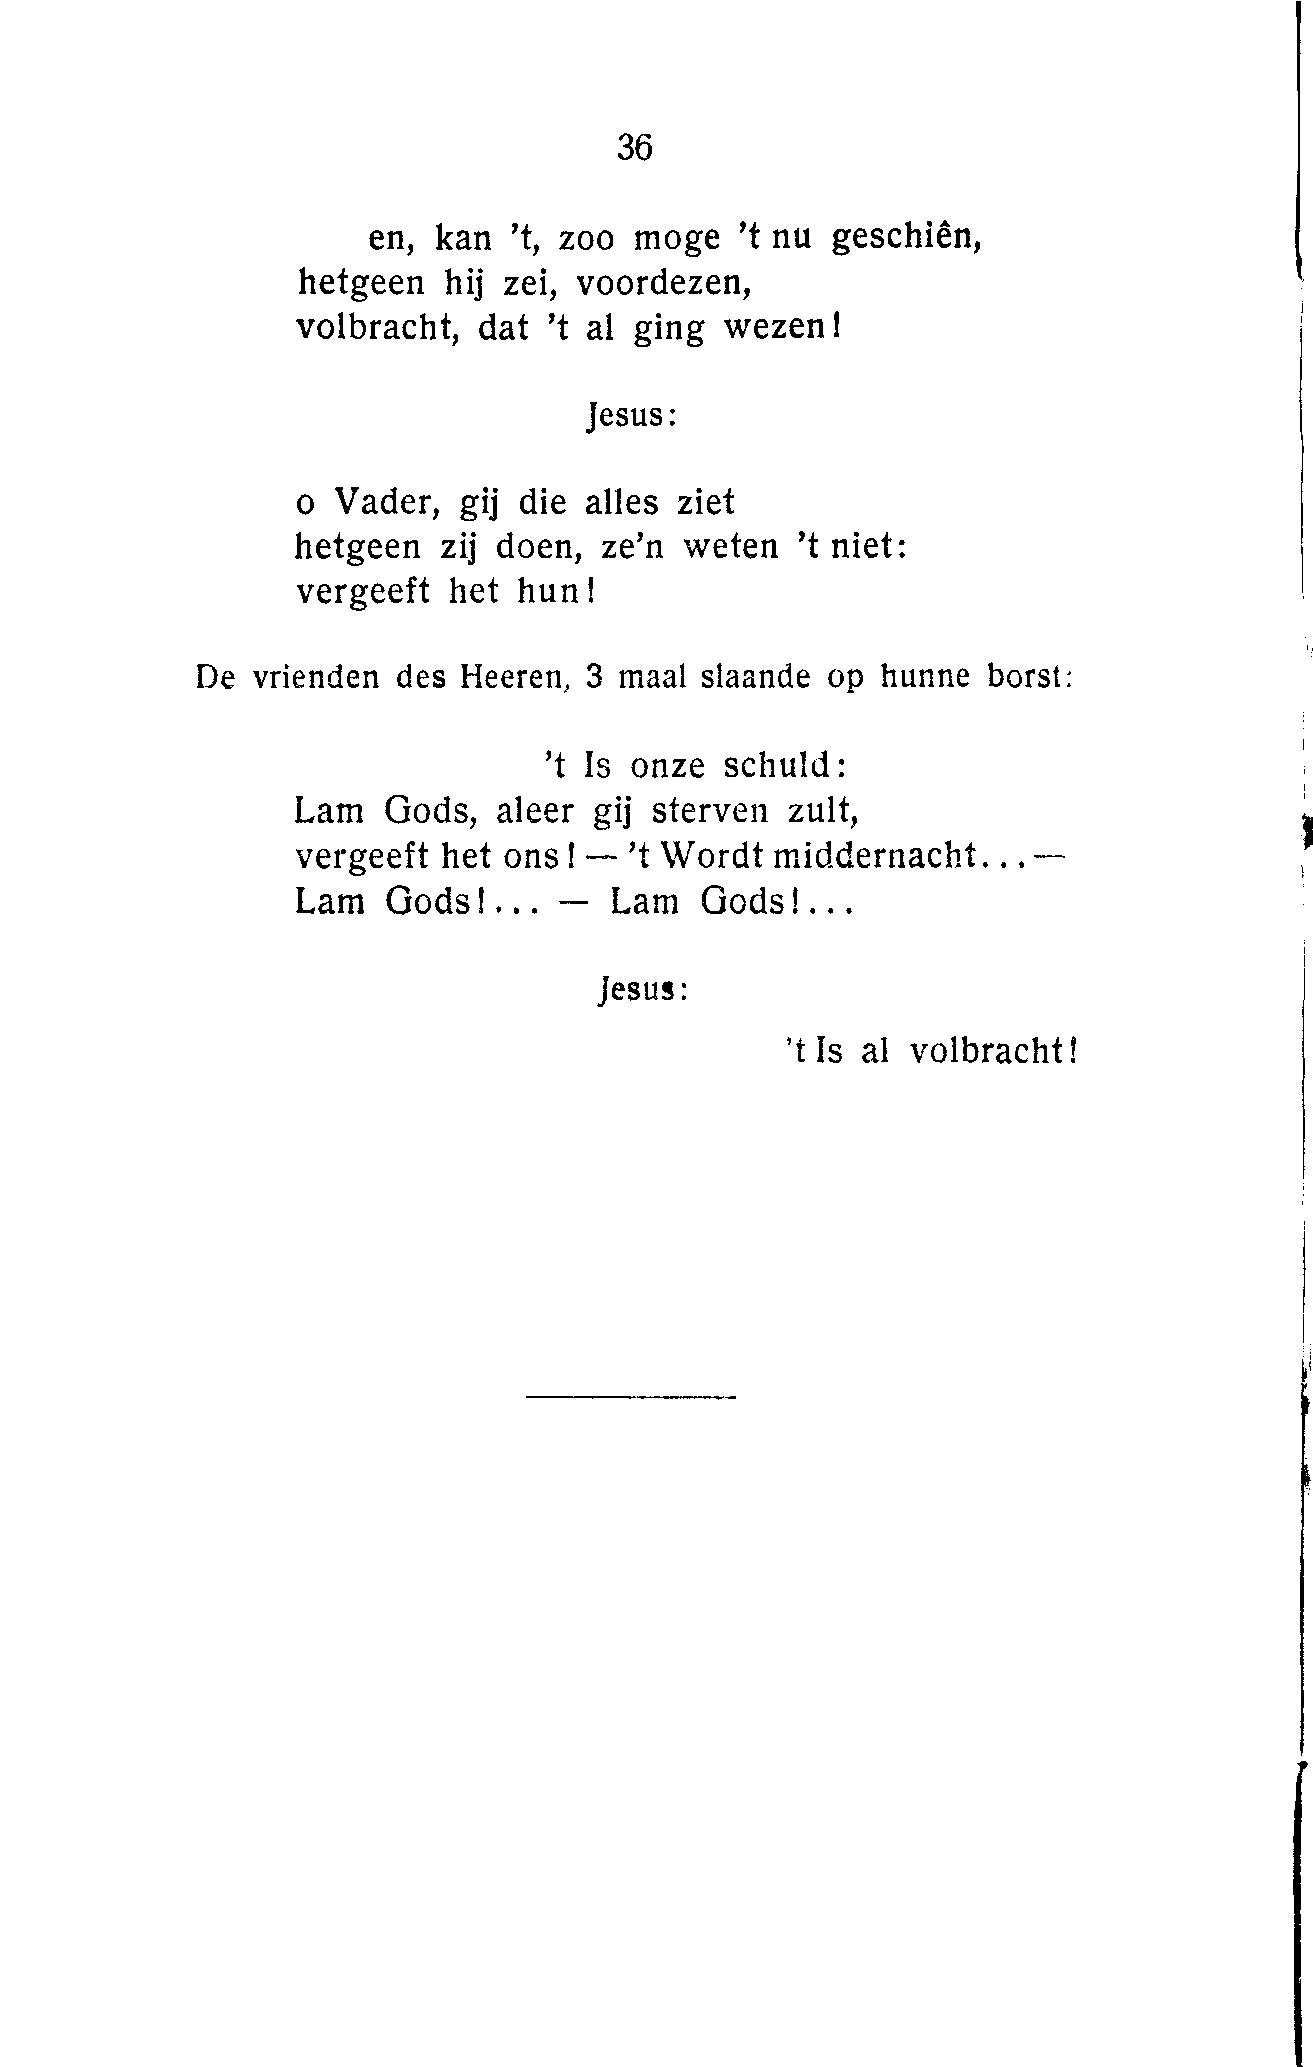 36
en, kan 't, zoo moge 't nu geschiên,
hetgeen hij zei, voordezen,
volbracht, dat 't al ging wezen!
Jesus:
o Vader, gij die alles ziet
hetgeen zij doen, ze'n weten 't niet:
vergeeft het hun!
De vrienden des Heeren, 3 maal slaande op hunne borst:
't Is onze schuld:
Lam Gods, aleer gij sterven zult,
vergeeft het ons! — 't Wordt middernacht... —
Lam Gods!... — Lam Gods!...
Jesus:
't Is al volbracht!